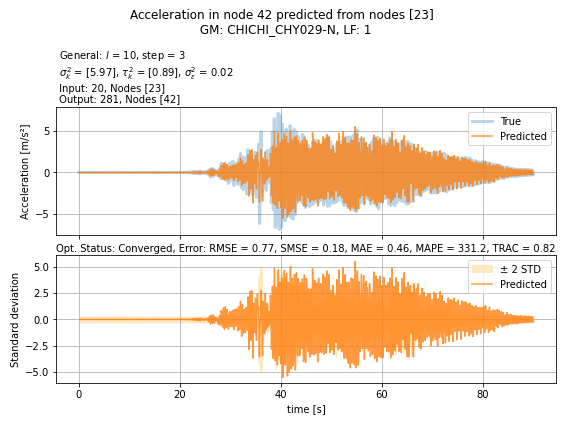 Acceleration in node 42 predicted from nodes [23]
GM: CHICHI_CHY029-N, LF: 1
General: l = 10, step = 3
σ²_k = [5.97], τ²_k = [0.89], σ²_ε = 0.02
Input: 20, Nodes [23]
Output: 281, Nodes [42]
Acceleration [m/s²]
5
0
−5
True
Predicted
Opt. Status: Converged, Error: RMSE = 0.77, SMSE = 0.18, MAE = 0.46, MAPE = 331.2, TRAC = 0.82
Standard deviation
5.0
2.5
0.0
−2.5
−5.0
± 2 STD
Predicted
0 20 40 60 80
time [s]